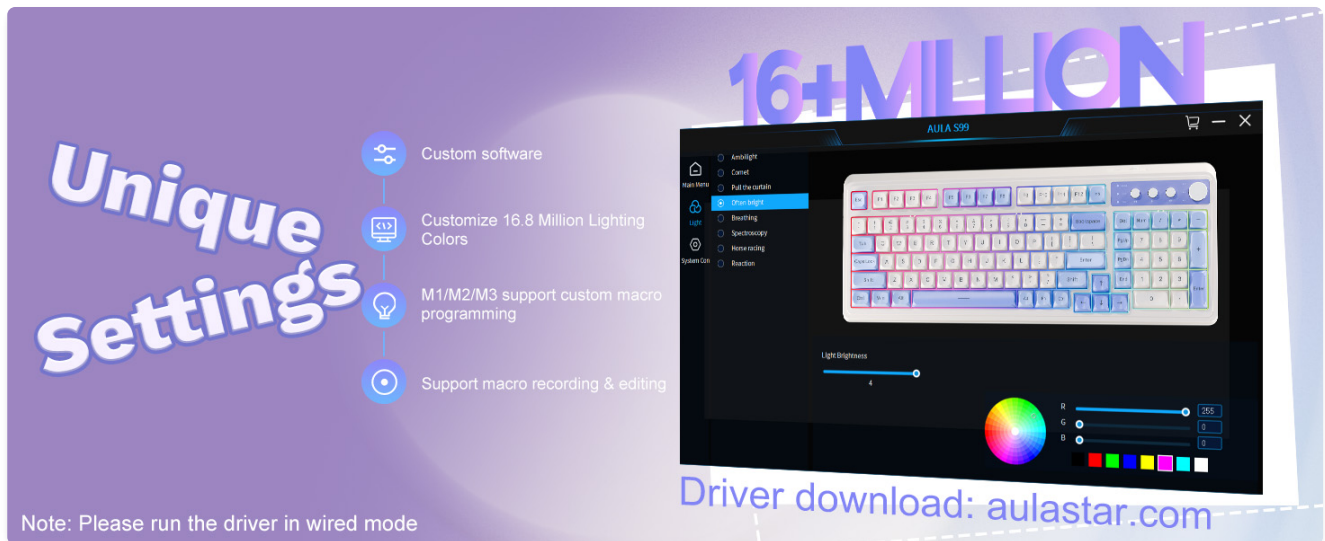 Unique
Settings
Custom software
Customize 16.8 Million Lighting
Colors
M1/M2/M3 support custom macro
programming
Support macro recording & editing
Note: Please run the driver in wired mode
16+MILLION
AULA S99
Main Menu
Light
System Con
Ambilight
Comet
Pull the curtain
Often bright
Breathing
Spectroscopy
Horse racing
Reaction
Light Brightness
4
R
255
G
0
B
0
Driver download: aulastar.com